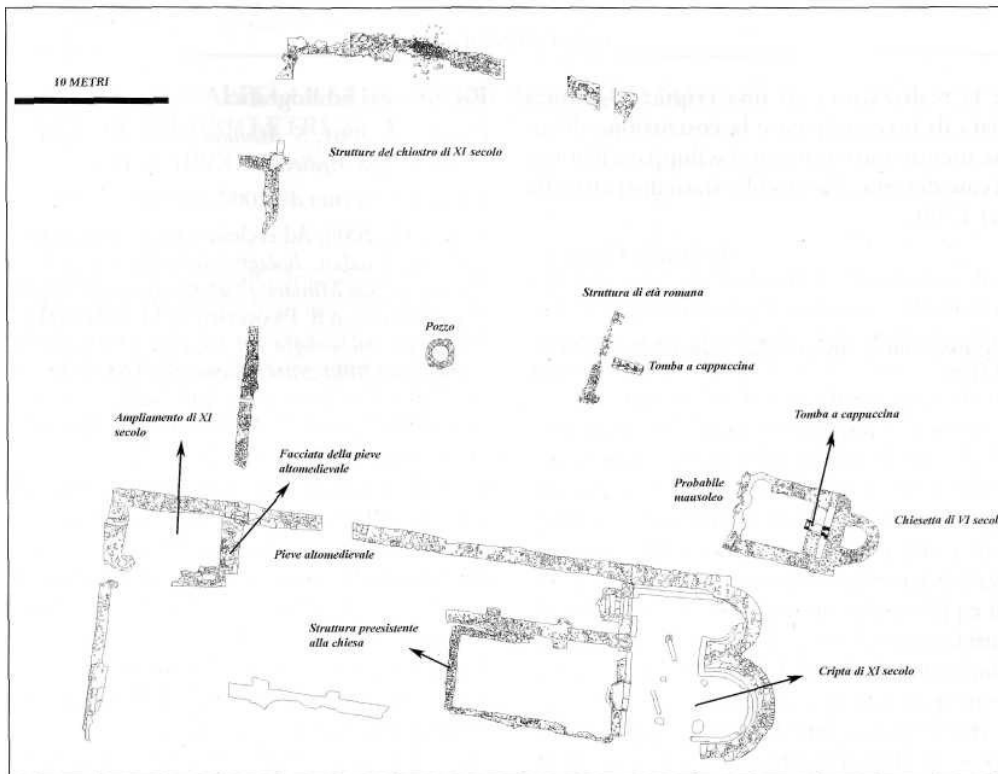 10 METRI
Strutture del chiostro di XI secolo
Struttura di età romana
Pozzo
Tomba a cappuccina
Ampliamento di XI
secolo
Facciata della pieve
altomedievale
Tomba a cappuccina
Probabile
mausoleo
Chiesetta di VI secol
Pieve altomedievale
Struttura preesistente
alla chiesa
Cripta di XI secolo